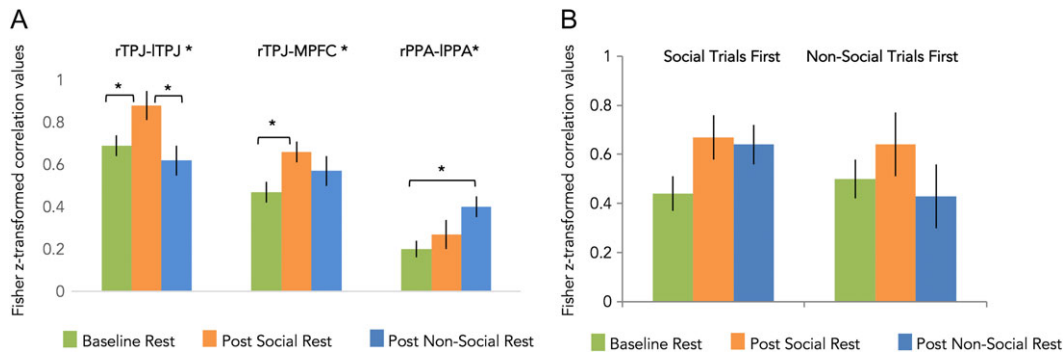 A
rTPJ-lTPJ * rTPJ-MPFC * rPPA-lPPA*
Fisher z-transformed correlation values
1
0.8
0.6
0.4
0.2
0
* * * *
Baseline Rest Post Social Rest Post Non-Social Rest
B
Social Trials First Non-Social Trials First
Fisher z-transformed correlation values
1
0.8
0.6
0.4
0.2
0
Baseline Rest Post Social Rest Post Non-Social Rest